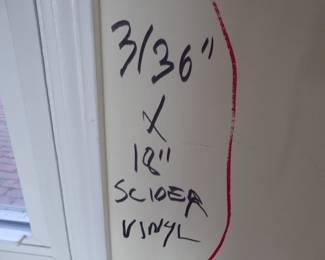 3/36"
X
18"
SCIDER
VINYL